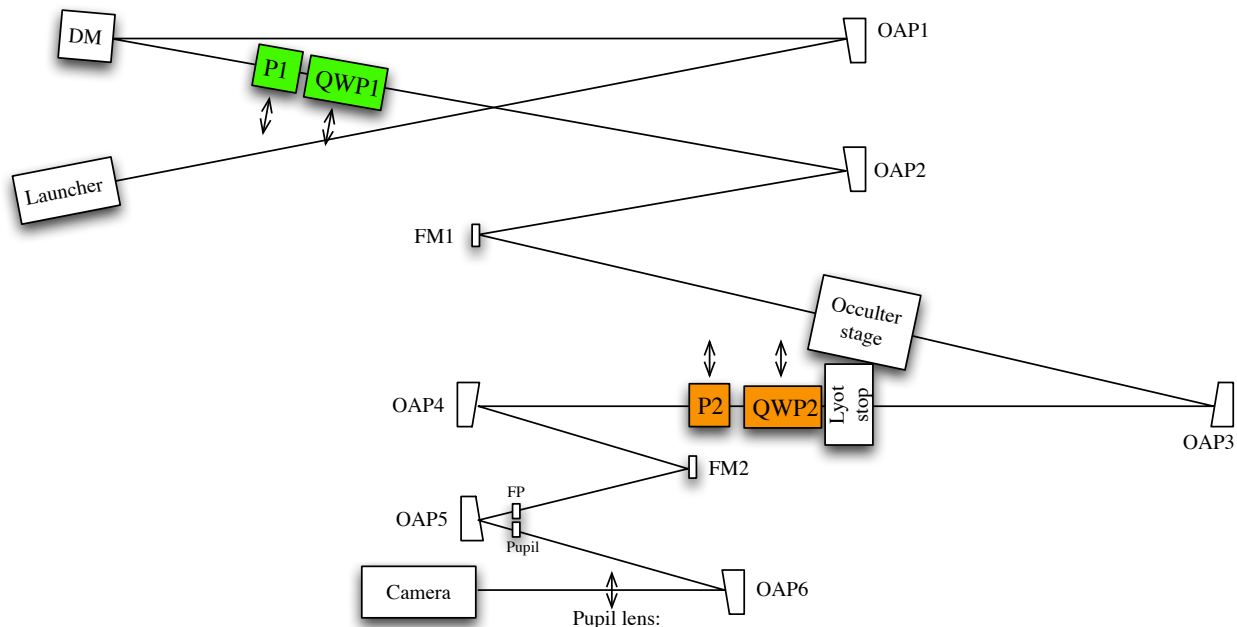 DM
OAP1
P1
QWP1
Launcher
OAP2
FM1
Occulter
stage
OAP4
P2
QWP2
Lyot
stop
OAP3
FM2
FP
OAP5
Pupil
Camera
OAP6
Pupil lens: